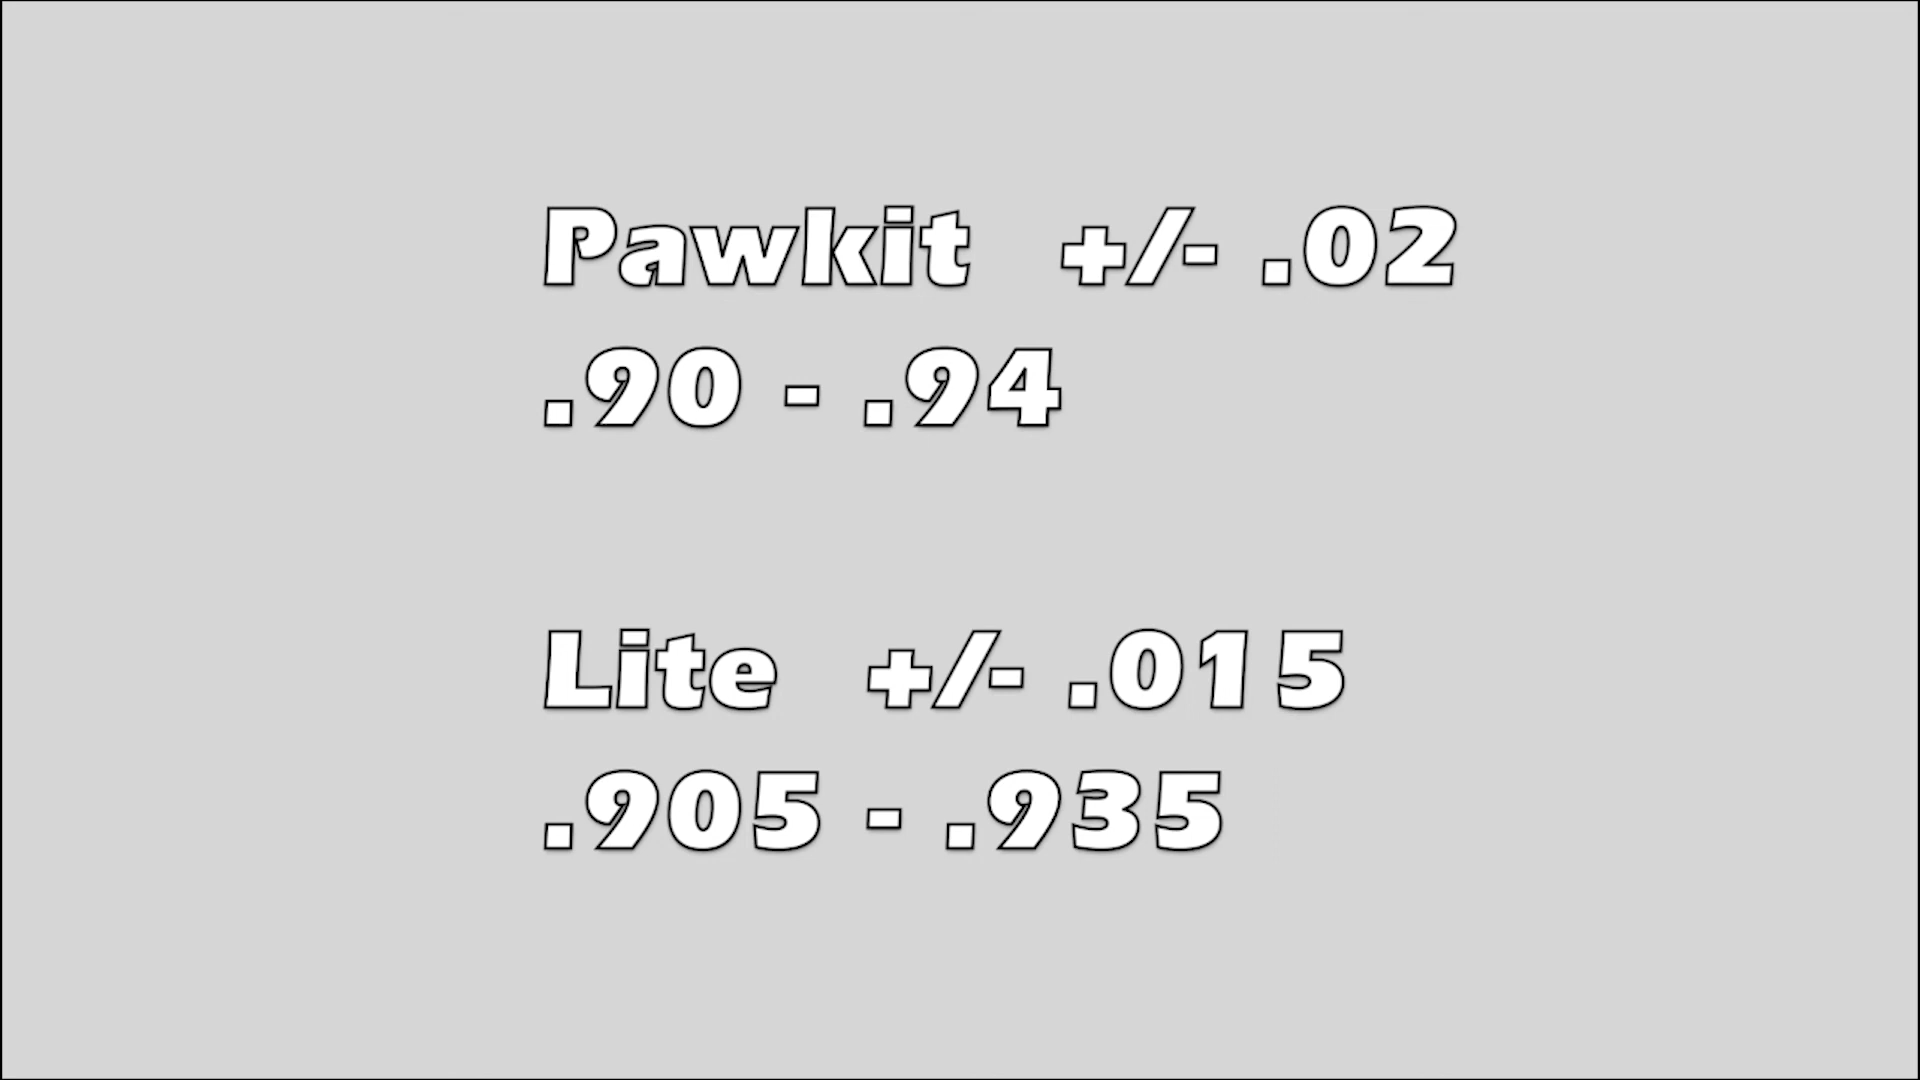 Pawkit +/- .02
.90 - .94
Lite +/- .015
.905 - .935